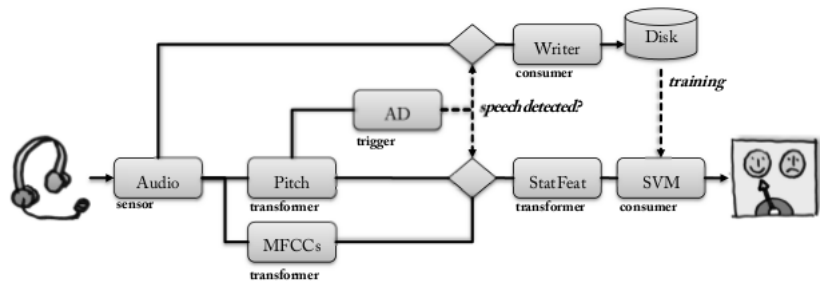 Writer
consumer
Disk
training
AD
trigger
speech detected?
Audio
sensor
Pitch
transformer
StatFeat
transformer
SVM
consumer
MFCCs
transformer